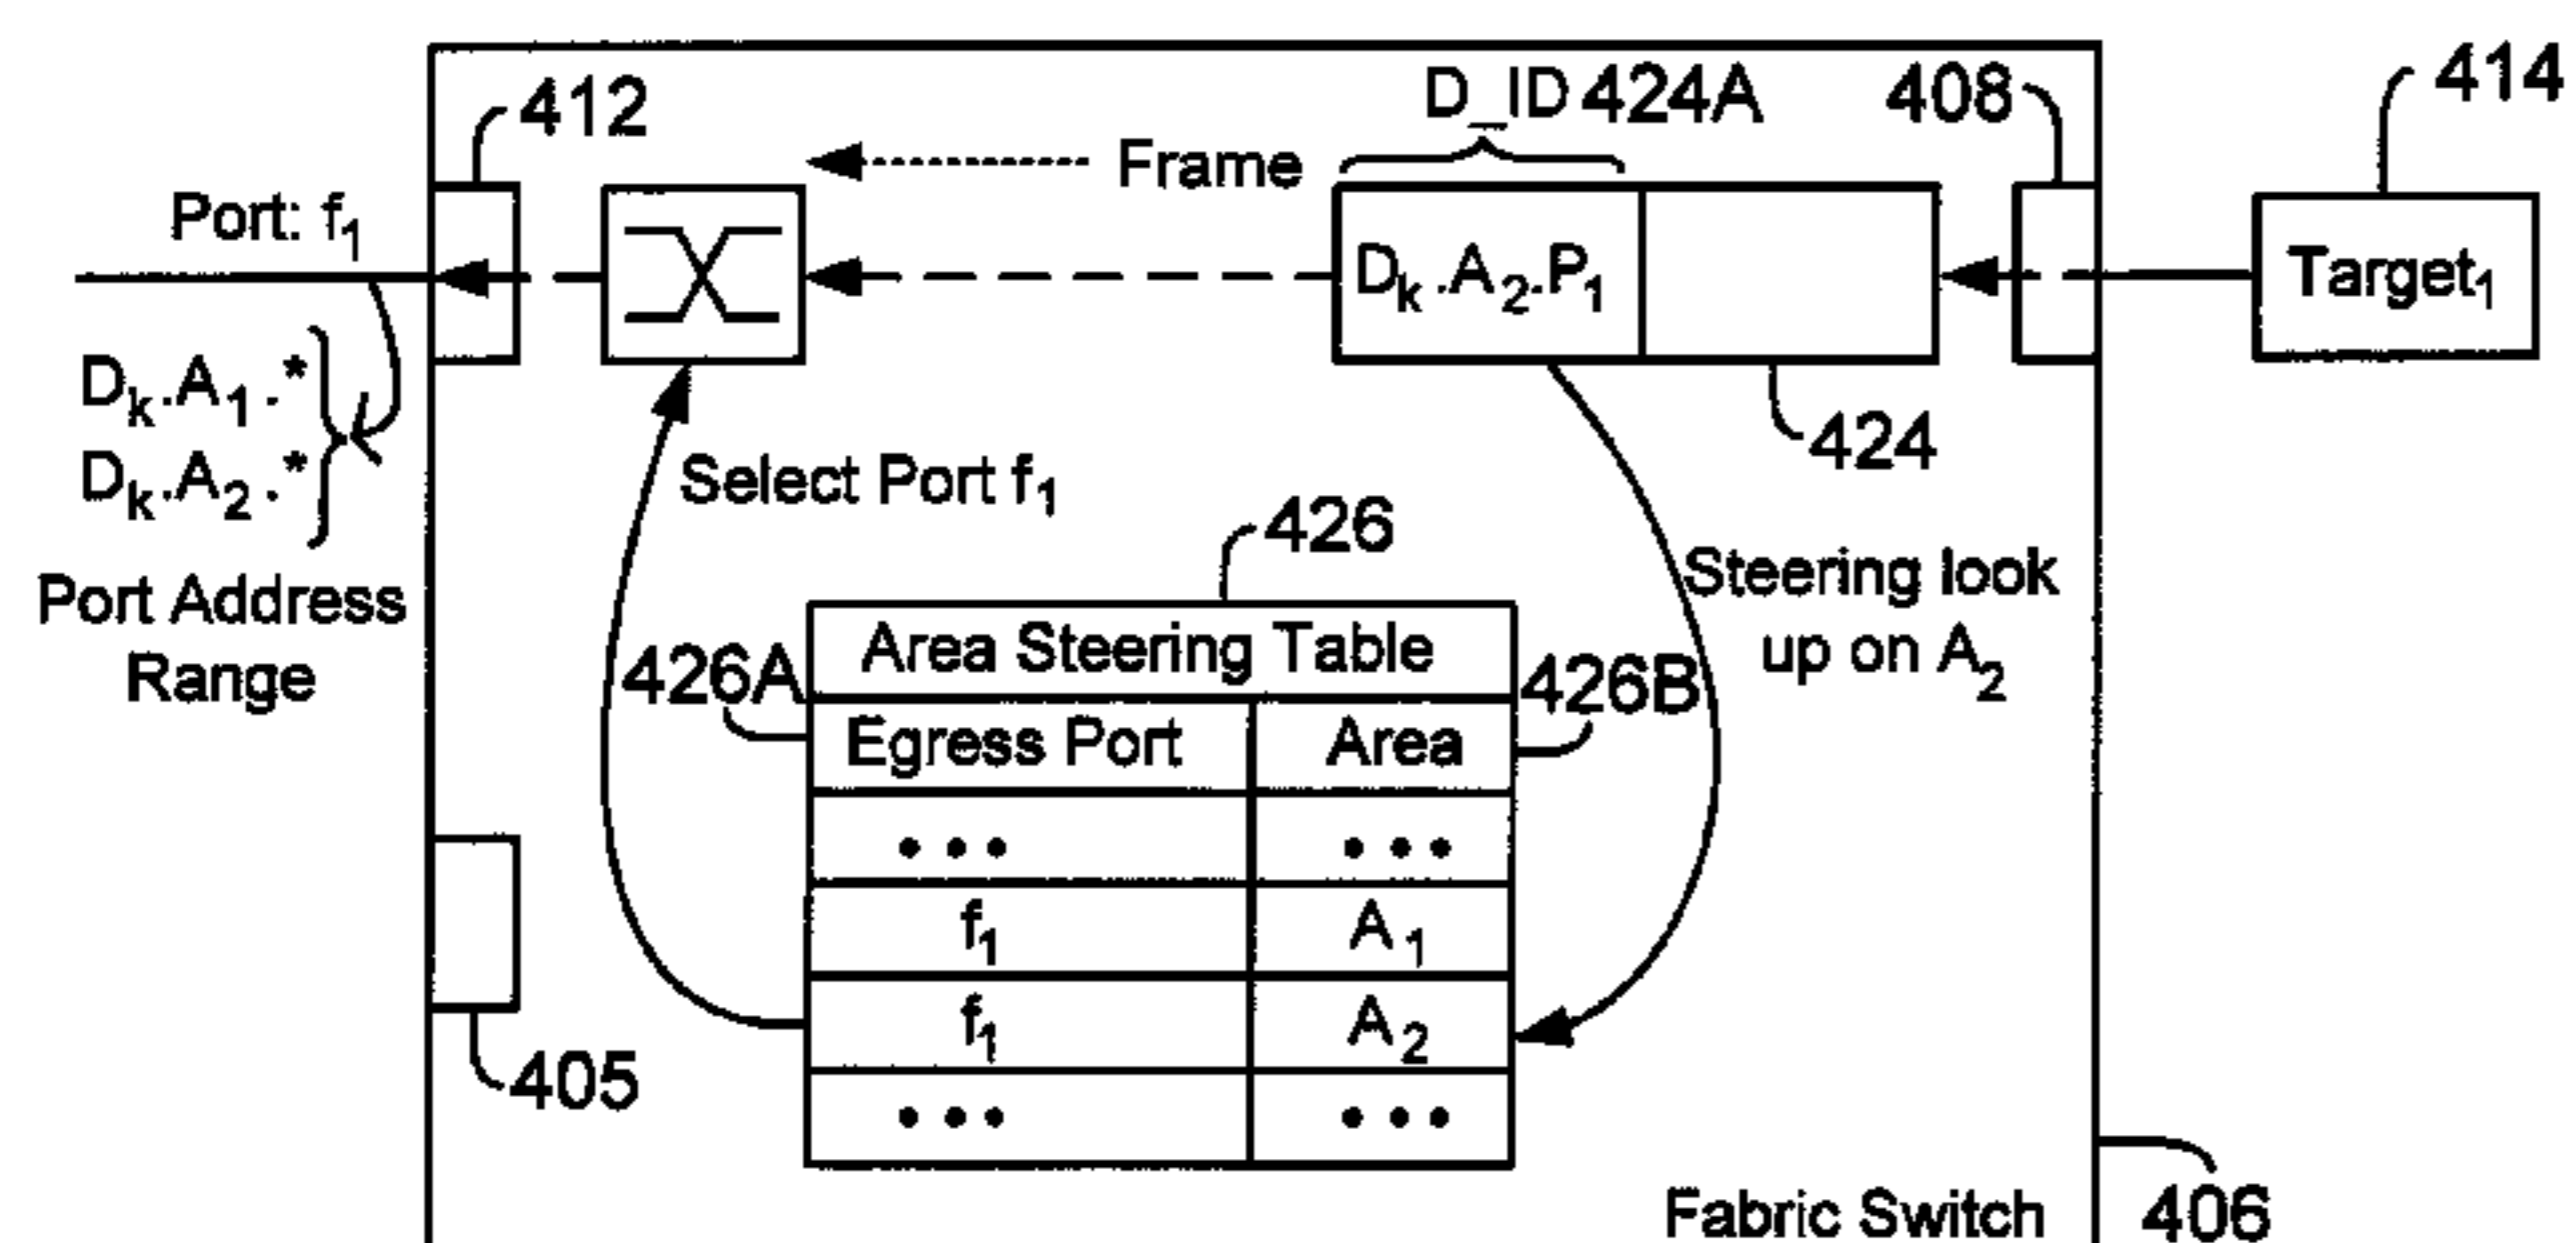 D_ID 424A
408
414
412
Frame
Port: f₁
Dₖ.A₂.P₁
Target₁
Dₖ.A₁.*
Dₖ.A₂.*
424
Select Port f₁
426
Steering look
up on A₂
Port Address
Range
Area Steering Table
426A
426B
Egress Port Area
••• •••
f₁ A₁
f₁ A₂
••• •••
405
Fabric Switch
406